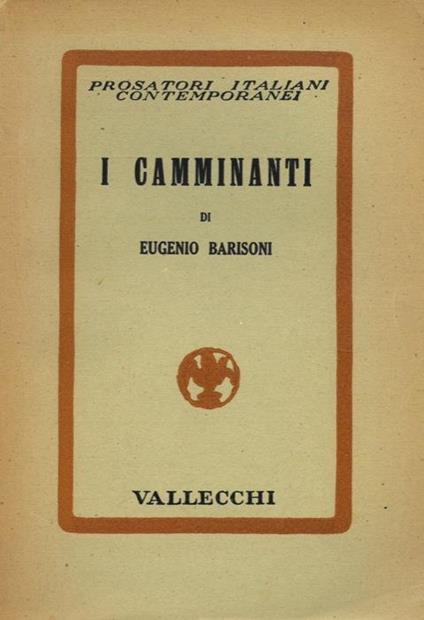 PROSATORI ITALIANI
CONTEMPORANEI
I CAMMINANTI
DI
EUGENIO BARISONI
VALLECCHI